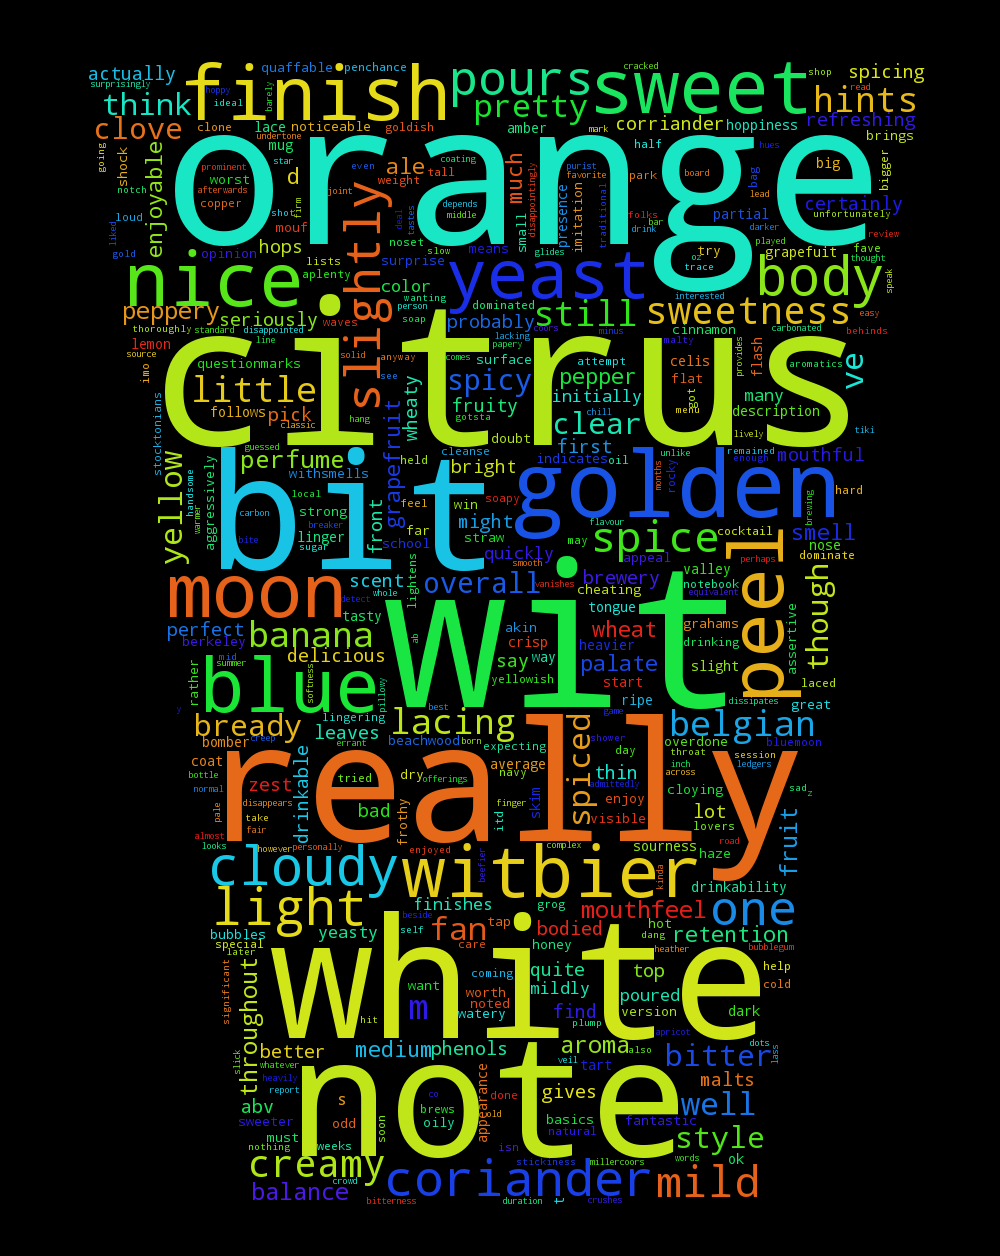 cracked
quaffable penchance
actually finish pours sweet shop spicing
surprisingly hoppy read
think barely ideal pretty hints
clove clone lace noticeable goldish amber mark corriander hoppiness refreshing
undertone mug half brings
orange
going shock notch enjoyable prominent star even coating purist favorite board hues
worst afterwards d ale weight tall much park bag lead big bigger
copper joint depends middle presence imitation certainly
loud shot firm mouf tastes small disappointingly traditional folks drink bar partial darker unfortunately
liked gold opinion hops deal noset slow means glides try played grapefuit fave review
nice lists aplenty surprise yeast oz trace body thought speak
slightly color wanting interested
peppery seriously waves person soap dominated probably coors still sweetness easy
thoroughly standard disappointed line lemon lacking papery minus cinnamon carbonated behinds
citrus
source imo questionmarks solid anyway see comes surface attempt malty celis provides flash aromatics ve
little wheaty spicy pepper flat got
follows pick classic hang gotsta fruity initially chill menu many description
stocktonians guessed doubt clear lively tiki
yellow perfume withsmells held cleanse bright first indicates oil unlike remained enough mouthful
bit golden
handsome warmer aggressively local carbon strong breaker linger bite sugar front grapefruit feel far school win straw soapy might flavour months rocky hard brewing
quickly may spice cocktail smell nose dominate
moon scent whole lightens overall smooth vanishes appeal brewery cheating valley notebook equivalent perhaps peel
detect tasty tongue though
wit
perfect berkeley banana akin crisp wheat heavier grahams drinking assertive
mid summer delicious ab say way palate slight
blue rather softness pillowy yellowish start laced
y best ripe dissipates great
bready lingering leaves lacing game belgian
bomber creep errant beachwood born expecting shower overdone throat session bluemoon
really
coat bottle normal drinkable tried dry offerings average navy spiced day thin inch across ledgers
zest skim finger admittedly cloying sad z
pale disappears take fair bad frothy itd enjoy visible lot lovers
almost looks however personally enjoyed complex sourness haze road fruit
cloudy witbier beefier kinda drinkability
light finishes grog mouthfeel one
bubbles yeasty beside self fan tap bodied hot dang retention
special later care honey heather bubblegum
white
significant throughout want coming quite top help
m worth noted mildly poured cold
hit watery find version dark
plump apricot
better medium phenols aroma also bitter dots lass
slick whatever veil tart
note
heavily report abv co done gives malts
sweeter s brews oily appearance old basics natural fantastic well
must odd soon
nothing weeks isn style words ok
creamy crowd stickiness millercoors
balance coriander mild
bitterness duration t crushes